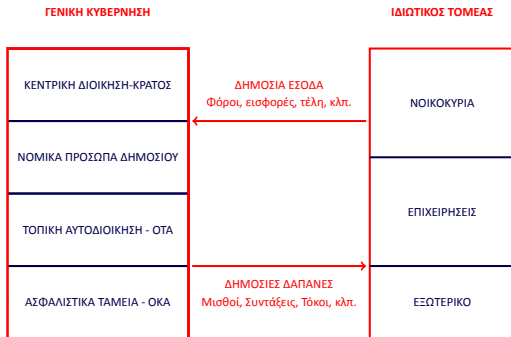 ΓΕΝΙΚΗ ΚΥΒΕΡΝΗΣΗ
ΙΔΙΩΤΙΚΟΣ ΤΟΜΕΑΣ
ΚΕΝΤΡΙΚΗ ΔΙΟΙΚΗΣΗ-ΚΡΑΤΟΣ
ΝΟΜΙΚΑ ΠΡΟΣΩΠΑ ΔΗΜΟΣΙΟΥ
ΤΟΠΙΚΗ ΑΥΤΟΔΙΟΙΚΗΣΗ - ΟΤΑ
ΑΣΦΑΛΙΣΤΙΚΑ ΤΑΜΕΙΑ - ΟΚΑ
ΔΗΜΟΣΙΑ ΕΣΟΔΑ
Φόροι, εισφορές, τέλη, κλπ.
ΔΗΜΟΣΙΕΣ ΔΑΠΑΝΕΣ
Μισθοί, Συντάξεις, Τόκοι, κλπ.
ΝΟΙΚΟΚΥΡΙΑ
ΕΠΙΧΕΙΡΗΣΕΙΣ
ΕΞΩΤΕΡΙΚΟ